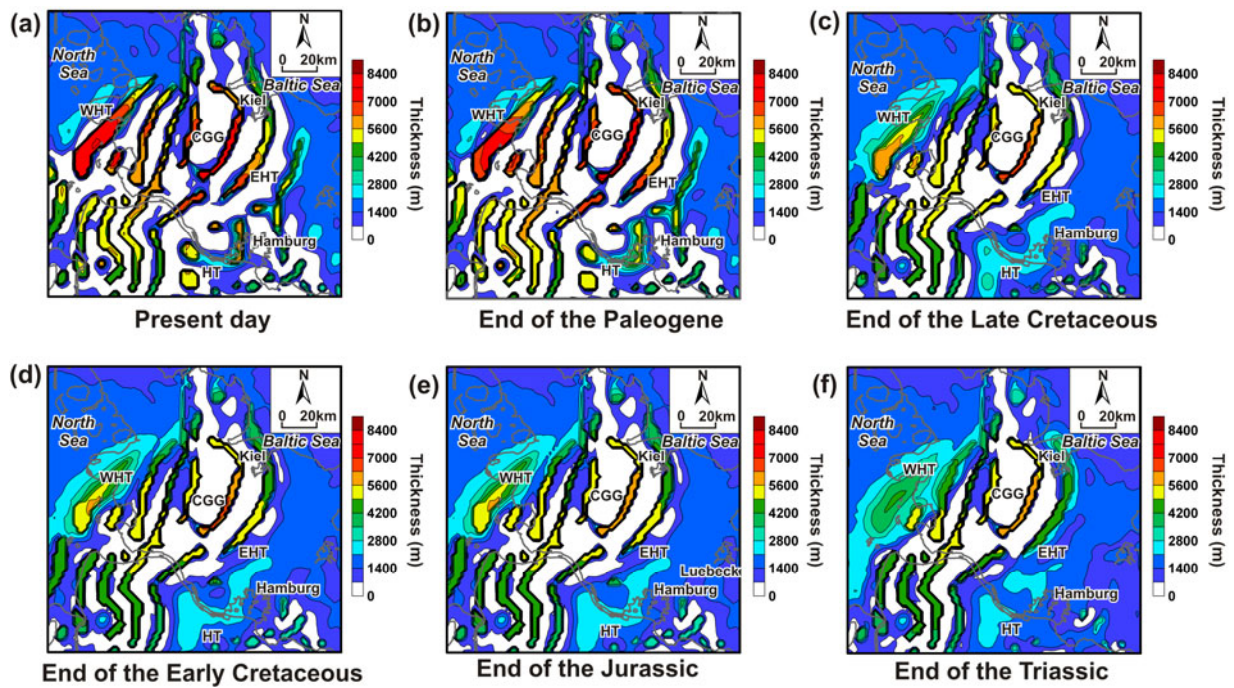 (a)
N
0 20km
North
Sea
Baltic Sea
WHT
Kiel
CGG
EHT
Hamburg
HT
8400
7000
5600
4200
2800
1400
0
Thickness (m)
Present day
(b)
N
0 20km
North
Sea
Baltic Sea
WHT
Kiel
CGG
EHT
Hamburg
HT
8400
7000
5600
4200
2800
1400
0
Thickness (m)
End of the Paleogene
(c)
N
0 20km
North
Sea
Baltic Sea
WHT
Kiel
CGG
EHT
Hamburg
HT
8400
7000
5600
4200
2800
1400
0
Thickness (m)
End of the Late Cretaceous
(d)
N
0 20km
North
Sea
Baltic Sea
WHT
Kiel
CGG
EHT
Hamburg
HT
8400
7000
5600
4200
2800
1400
0
Thickness (m)
End of the Early Cretaceous
(e)
N
0 20km
North
Sea
Baltic Sea
WHT
Kiel
CGG
EHT
Luebecke
Hamburg
HT
8400
7000
5600
4200
2800
1400
0
Thickness (m)
End of the Jurassic
(f)
N
0 20km
North
Sea
Baltic Sea
WHT
Kiel
CGG
EHT
Hamburg
HT
8400
7000
5600
4200
2800
1400
0
Thickness (m)
End of the Triassic